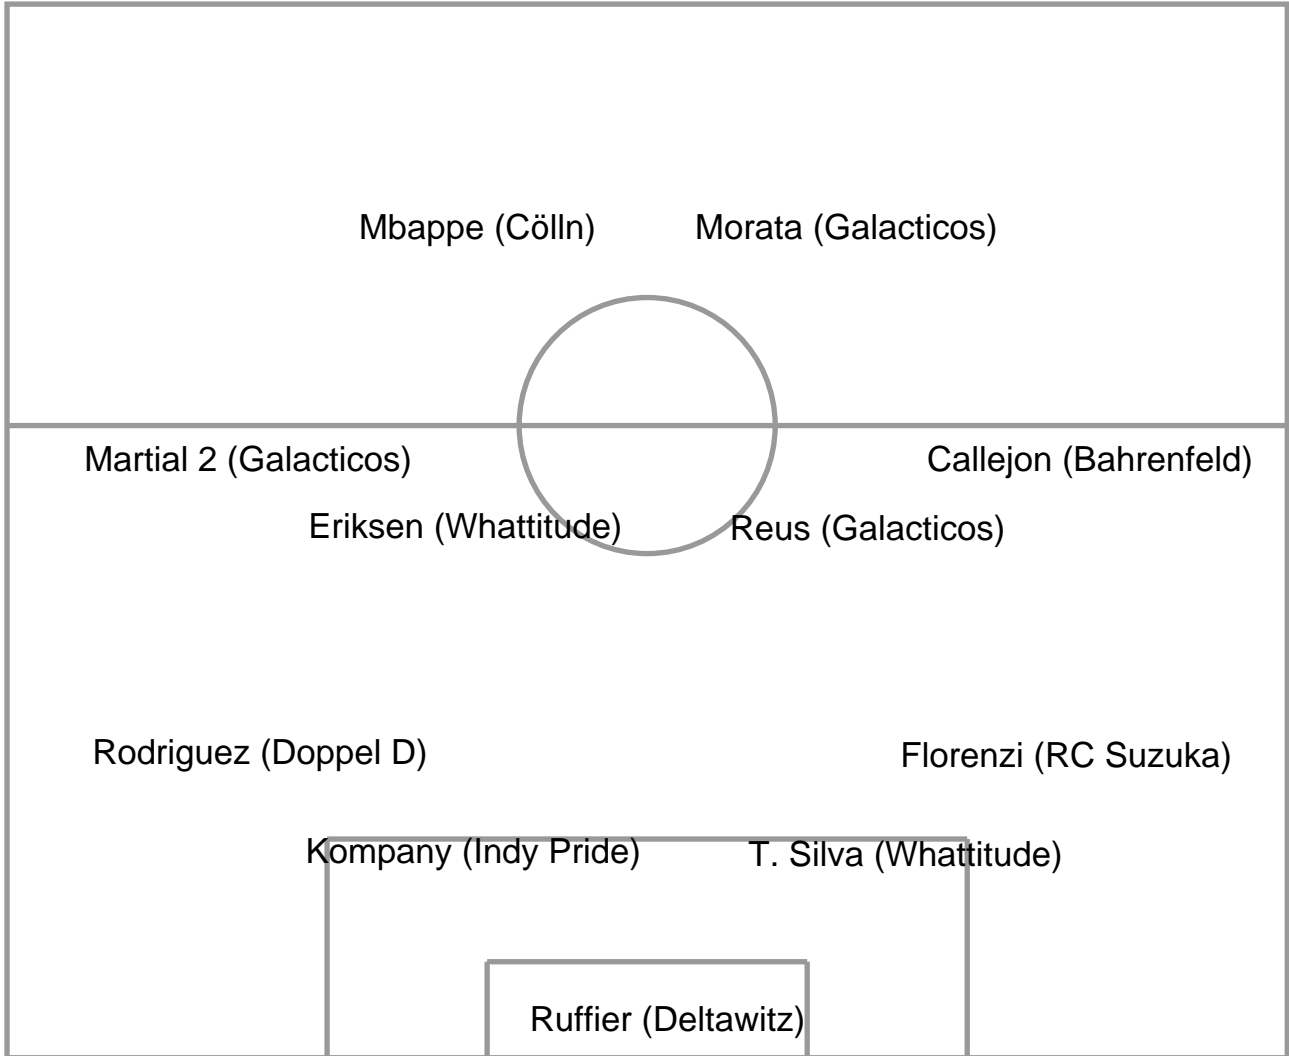 Mbappe (Cölln) Morata (Galacticos)
Martial 2 (Galacticos) Callejon (Bahrenfeld)
Eriksen (Whattitude) Reus (Galacticos)
Rodriguez (Doppel D) Florenzi (RC Suzuka)
Kompany (Indy Pride) T. Silva (Whattitude)
Ruffier (Deltawitz)